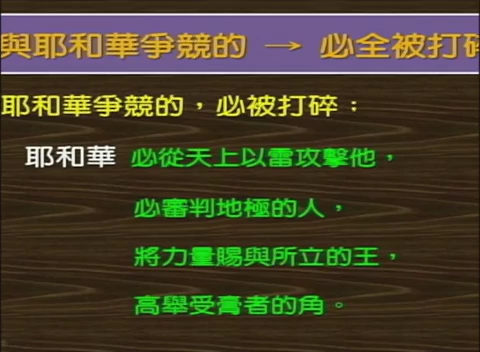 與耶和華爭競的 → 必全被打碎
耶和華爭競的，必被打碎：
耶和華 必從天上以雷攻擊他，
必審判地極的人，
將力量賜與所立的王，
高舉受膏者的角。